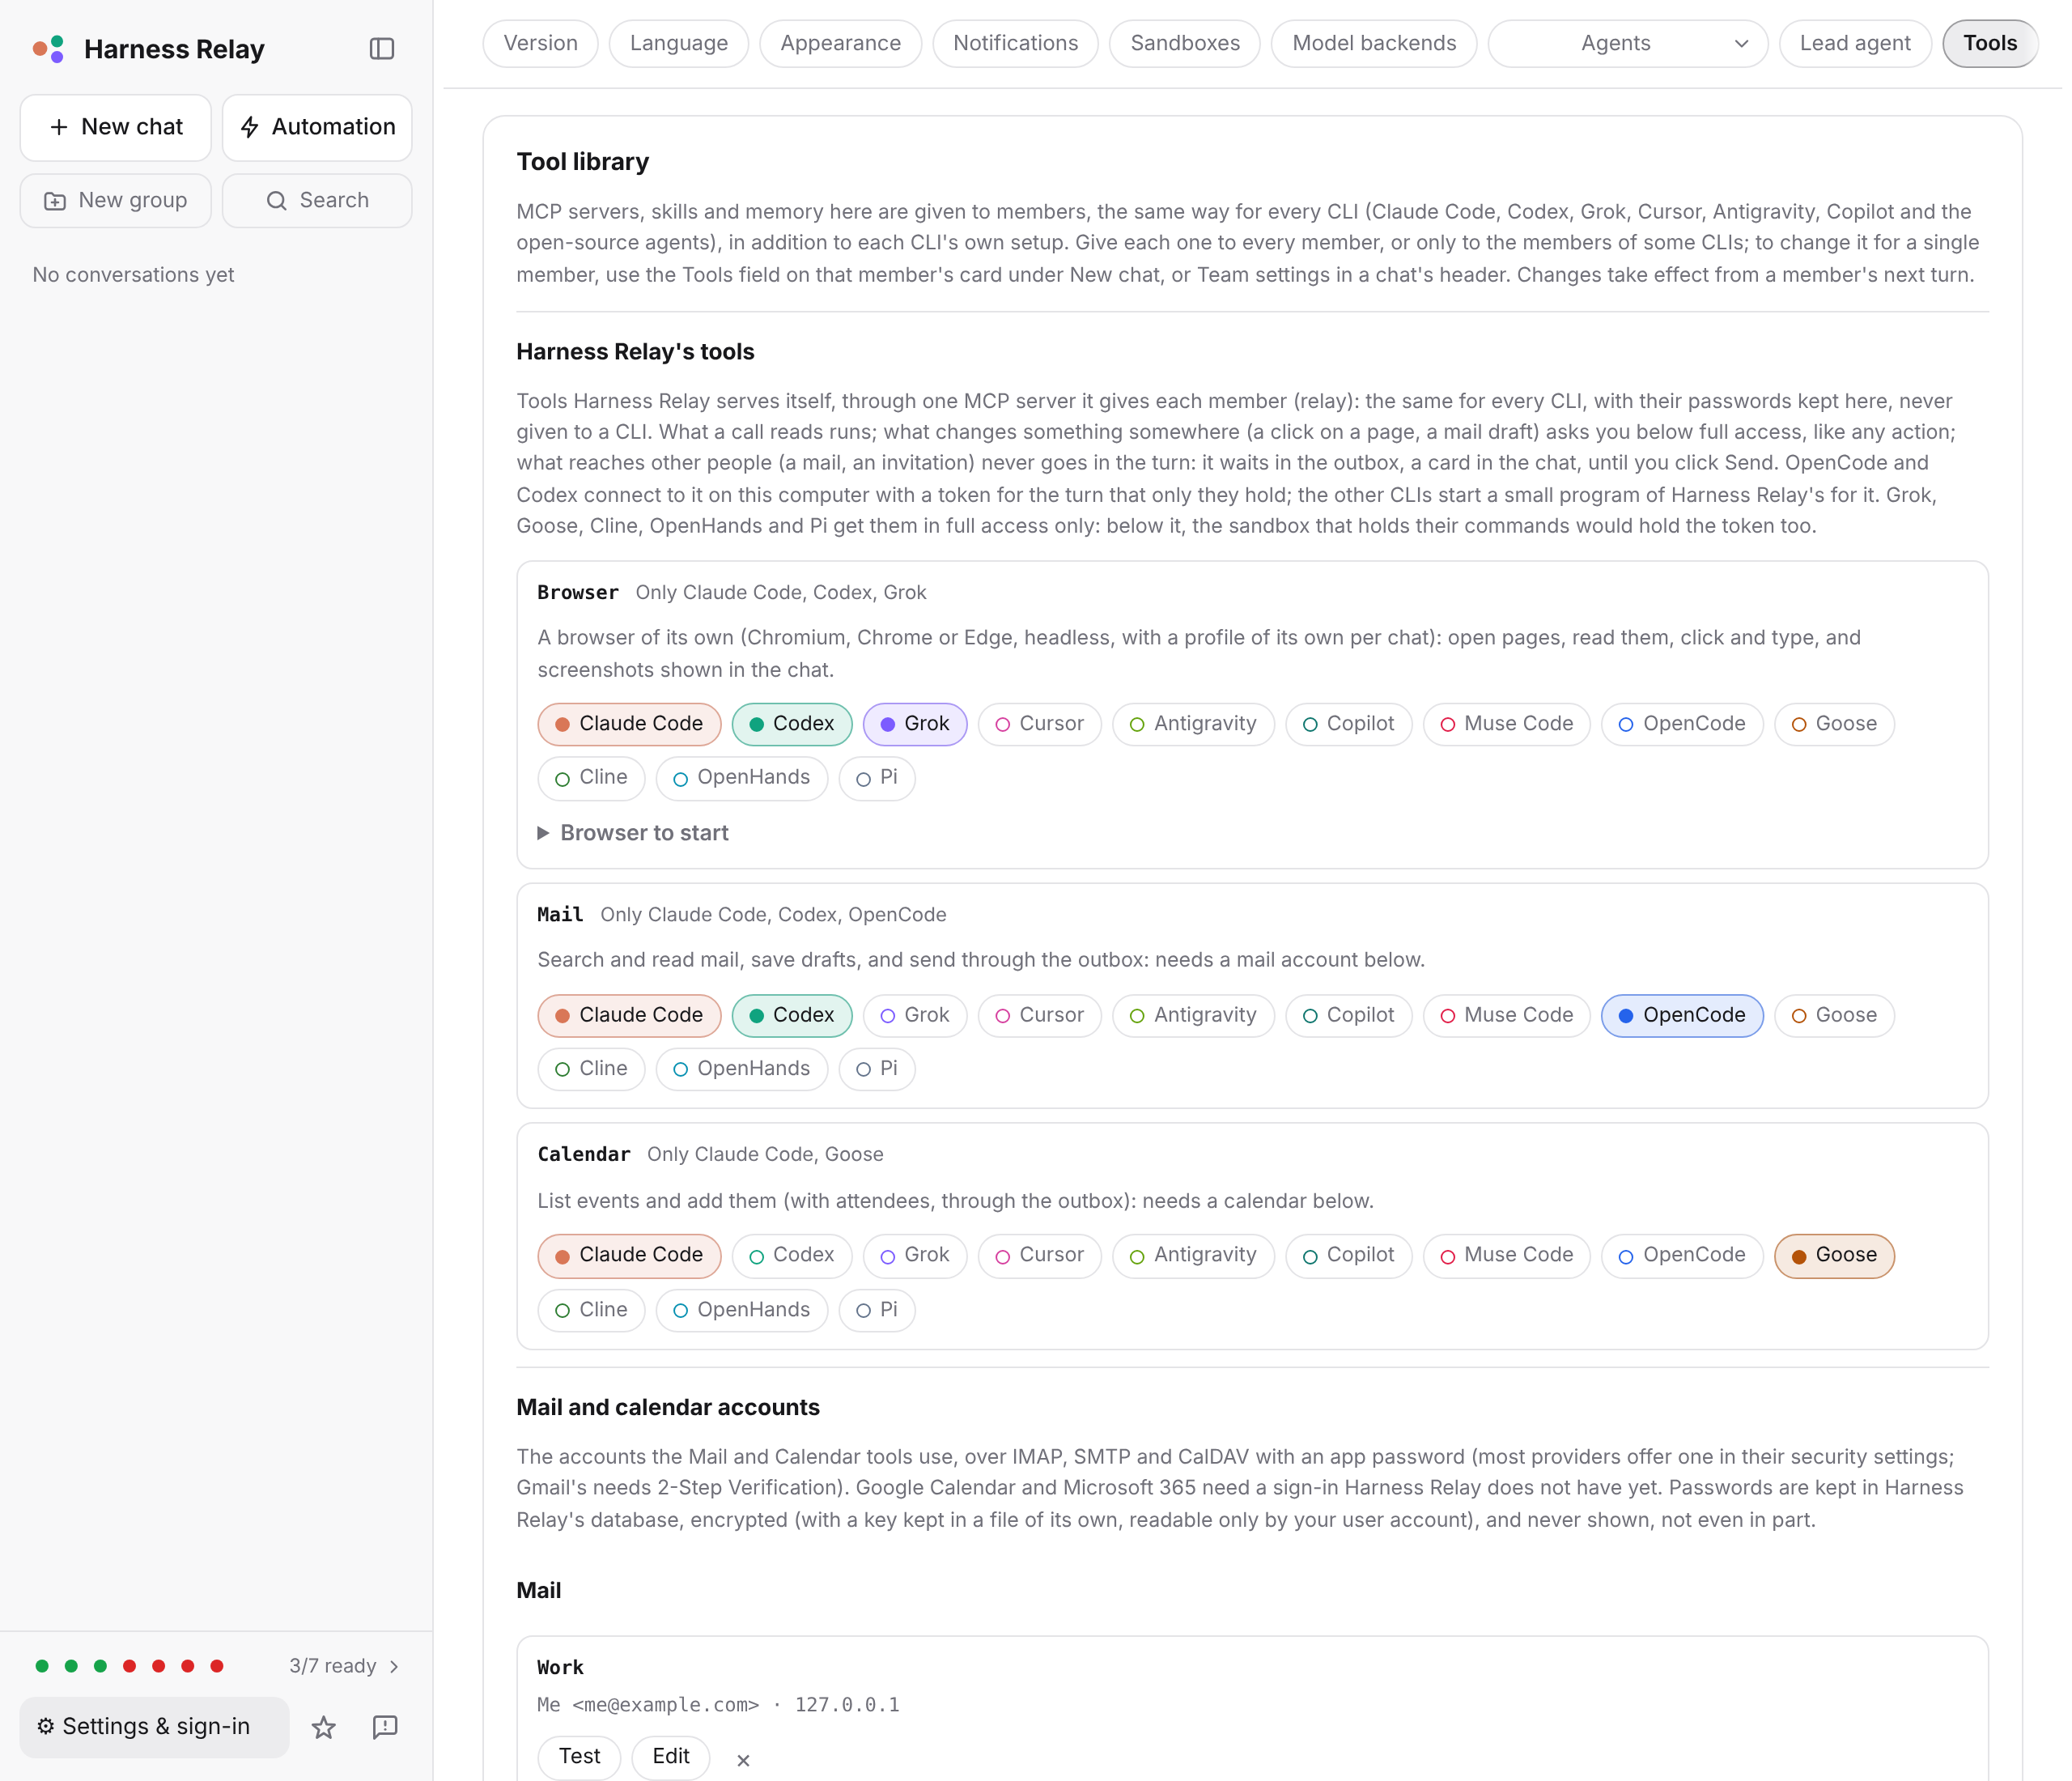 Harness Relay
New chat
Automation
New group
Search
No conversations yet
3/7 ready
Settings & sign-in
Version
Language
Appearance
Notifications
Sandboxes
Model backends
Agents
Lead agent
Tools
Tool library
MCP servers, skills and memory here are given to members, the same way for every CLI (Claude Code, Codex, Grok, Cursor, Antigravity, Copilot and the
open-source agents), in addition to each CLI's own setup. Give each one to every member, or only to the members of some CLIs; to change it for a single
member, use the Tools field on that member's card under New chat, or Team settings in a chat's header. Changes take effect from a member's next turn.
Harness Relay's tools
Tools Harness Relay serves itself, through one MCP server it gives each member (relay): the same for every CLI, with their passwords kept here, never
given to a CLI. What a call reads runs; what changes something somewhere (a click on a page, a mail draft) asks you below full access, like any action;
what reaches other people (a mail, an invitation) never goes in the turn: it waits in the outbox, a card in the chat, until you click Send. OpenCode and
Codex connect to it on this computer with a token for the turn that only they hold; the other CLIs start a small program of Harness Relay's for it. Grok,
Goose, Cline, OpenHands and Pi get them in full access only: below it, the sandbox that holds their commands would hold the token too.
Browser Only Claude Code, Codex, Grok
A browser of its own (Chromium, Chrome or Edge, headless, with a profile of its own per chat): open pages, read them, click and type, and
screenshots shown in the chat.
Claude Code Codex Grok Cursor Antigravity Copilot Muse Code OpenCode Goose
Cline OpenHands Pi
Browser to start
Mail Only Claude Code, Codex, OpenCode
Search and read mail, save drafts, and send through the outbox: needs a mail account below.
Claude Code Codex Grok Cursor Antigravity Copilot Muse Code OpenCode Goose
Cline OpenHands Pi
Calendar Only Claude Code, Goose
List events and add them (with attendees, through the outbox): needs a calendar below.
Claude Code Codex Grok Cursor Antigravity Copilot Muse Code OpenCode Goose
Cline OpenHands Pi
Mail and calendar accounts
The accounts the Mail and Calendar tools use, over IMAP, SMTP and CalDAV with an app password (most providers offer one in their security settings;
Gmail's needs 2-Step Verification). Google Calendar and Microsoft 365 need a sign-in Harness Relay does not have yet. Passwords are kept in Harness
Relay's database, encrypted (with a key kept in a file of its own, readable only by your user account), and never shown, not even in part.
Mail
Work
Me <me@example.com> · 127.0.0.1
Test Edit ×